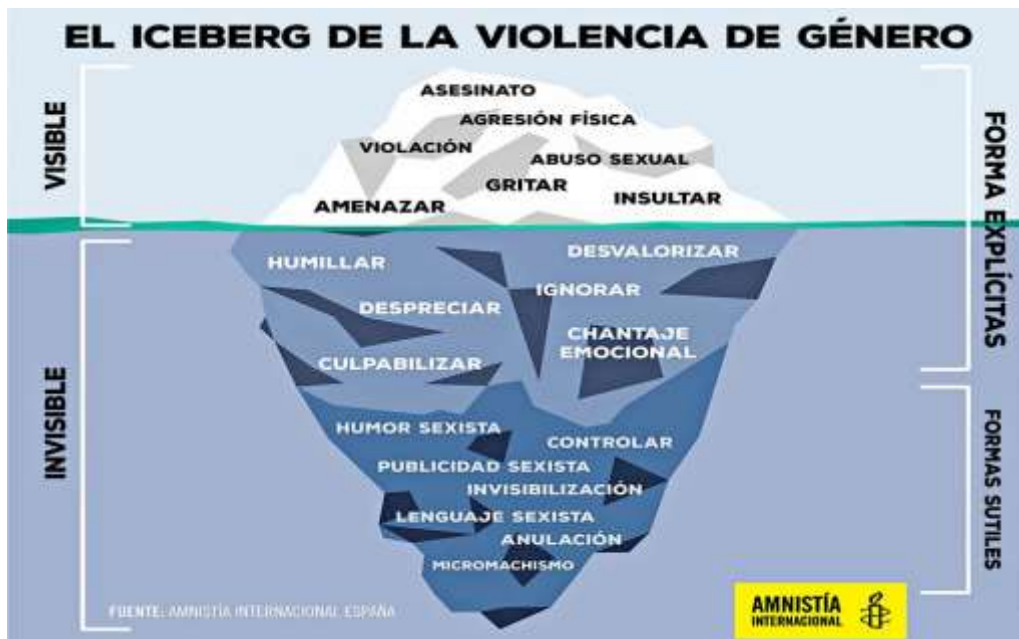 EL ICEBERG DE LA VIOLENCIA DE GÉNERO
VISIBLE
ASESINATO
AGRESIÓN FÍSICA
VIOLACIÓN
ABUSO SEXUAL
GRITAR
INSULTAR
AMENAZAR
FORMA EXPLÍCITAS
INVISIBLE
HUMILLAR
DESVALORIZAR
IGNORAR
DESPRECIAR
CHANTAJE
EMOCIONAL
CULPABILIZAR
HUMOR SEXISTA
CONTROLAR
PUBLICIDAD SEXISTA
INVISIBILIZACIÓN
LENGUAJE SEXISTA
ANULACIÓN
MICROMACHISMO
FORMAS SUTILES
FUENTE: AMNISTÍA INTERNACIONAL ESPAÑA
AMNISTÍA
INTERNACIONAL